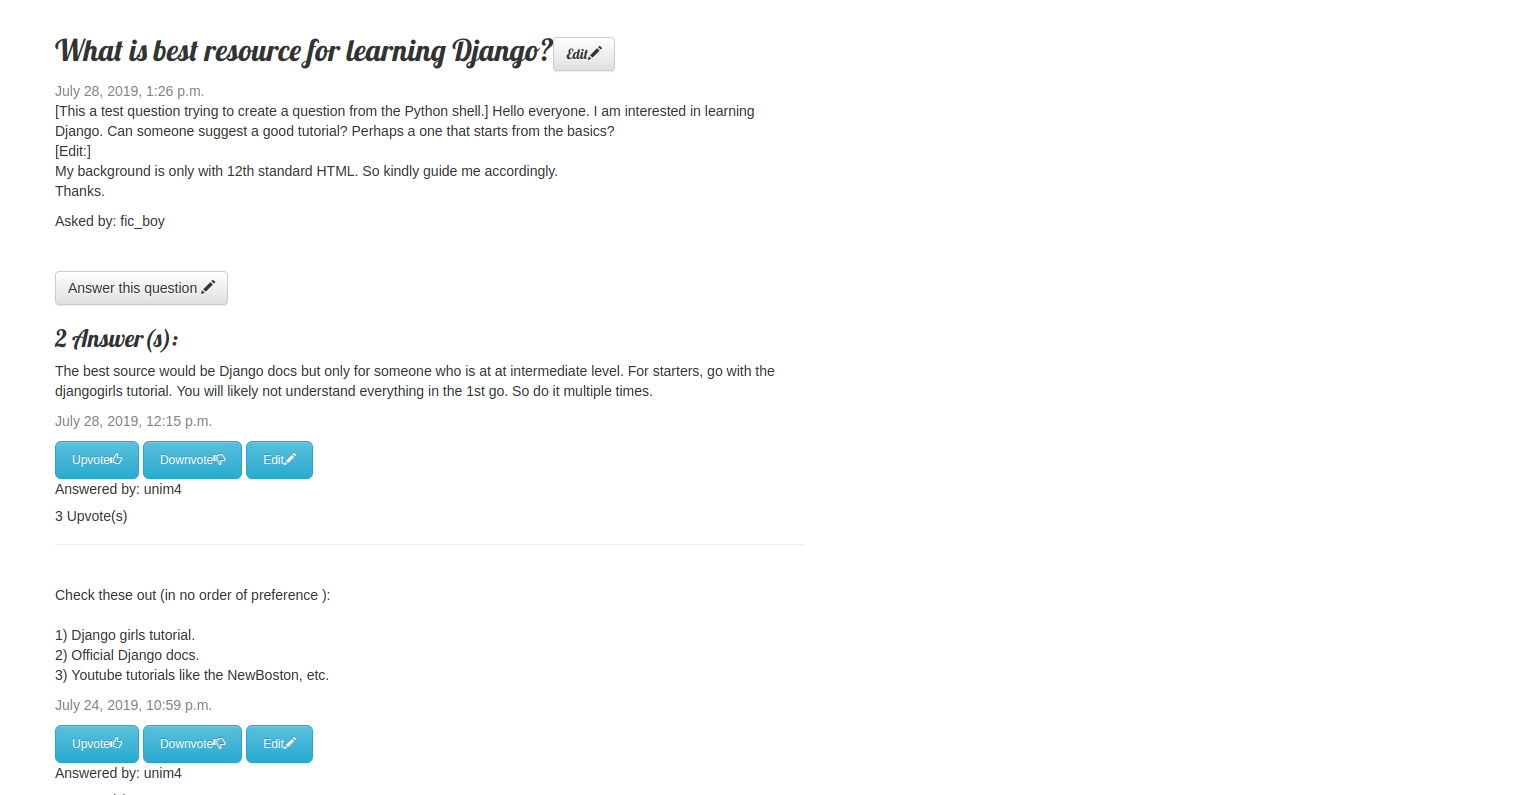 What is best resource for learning Django? Edit
July 28, 2019, 1:26 p.m.
[This a test question trying to create a question from the Python shell.] Hello everyone. I am interested in learning
Django. Can someone suggest a good tutorial? Perhaps a one that starts from the basics?
[Edit:]
My background is only with 12th standard HTML. So kindly guide me accordingly.
Thanks.
Asked by: fic_boy
Answer this question
2 Answer(s):
The best source would be Django docs but only for someone who is at at intermediate level. For starters, go with the
djangogirls tutorial. You will likely not understand everything in the 1st go. So do it multiple times.
July 28, 2019, 12:15 p.m.
Upvote Downvote Edit
Answered by: unim4
3 Upvote(s)
Check these out (in no order of preference ):
1) Django girls tutorial.
2) Official Django docs.
3) Youtube tutorials like the NewBoston, etc.
July 24, 2019, 10:59 p.m.
Upvote Downvote Edit
Answered by: unim4